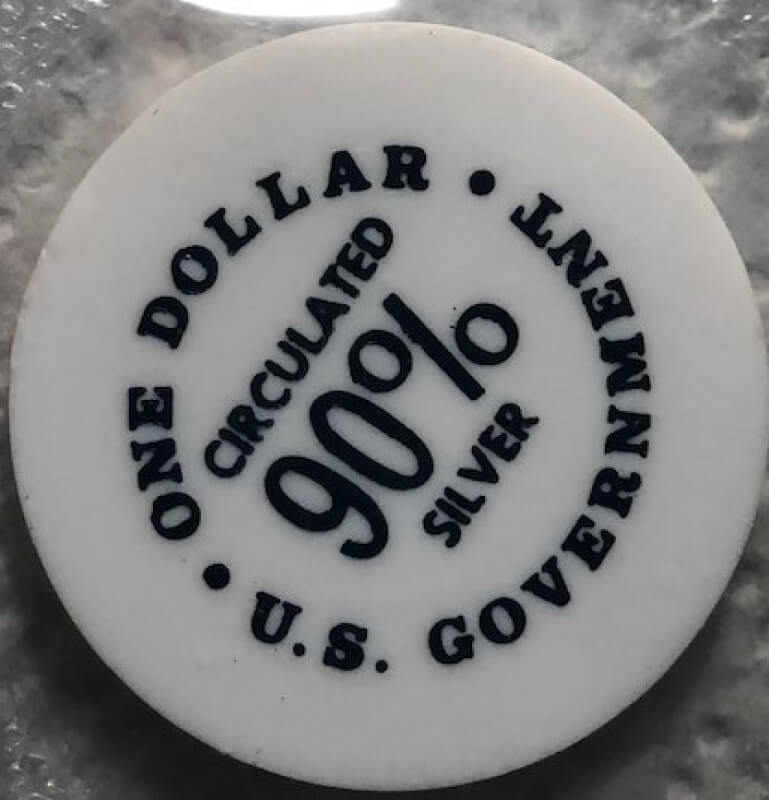 ONE DOLLAR •
CIRCULATED
90%
SILVER
U.S. GOVERNMENT •